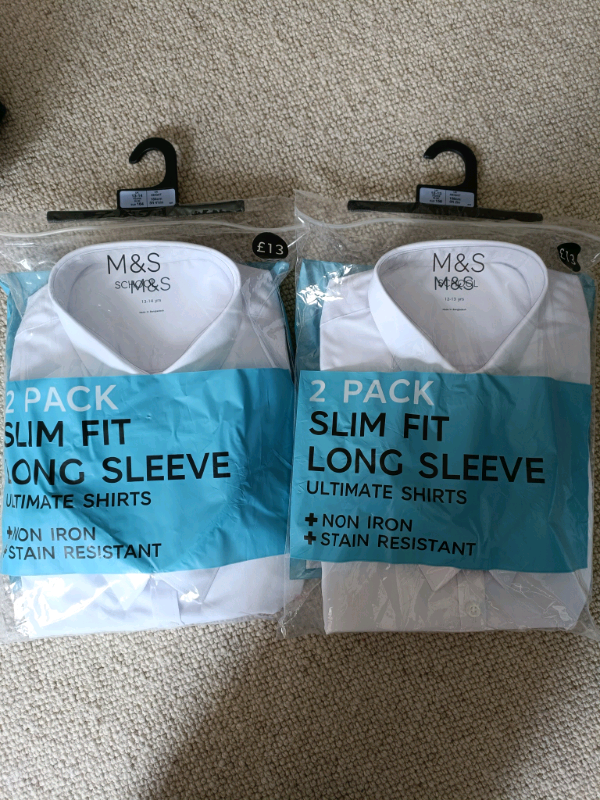 £13
M&S
SCHOOL
M&S
2 PACK
SLIM FIT
LONG SLEEVE
ULTIMATE SHIRTS
+NON IRON
+STAIN RESISTANT
£13
M&S
SCHOOL
M&S
2 PACK
SLIM FIT
LONG SLEEVE
ULTIMATE SHIRTS
+NON IRON
+STAIN RESISTANT